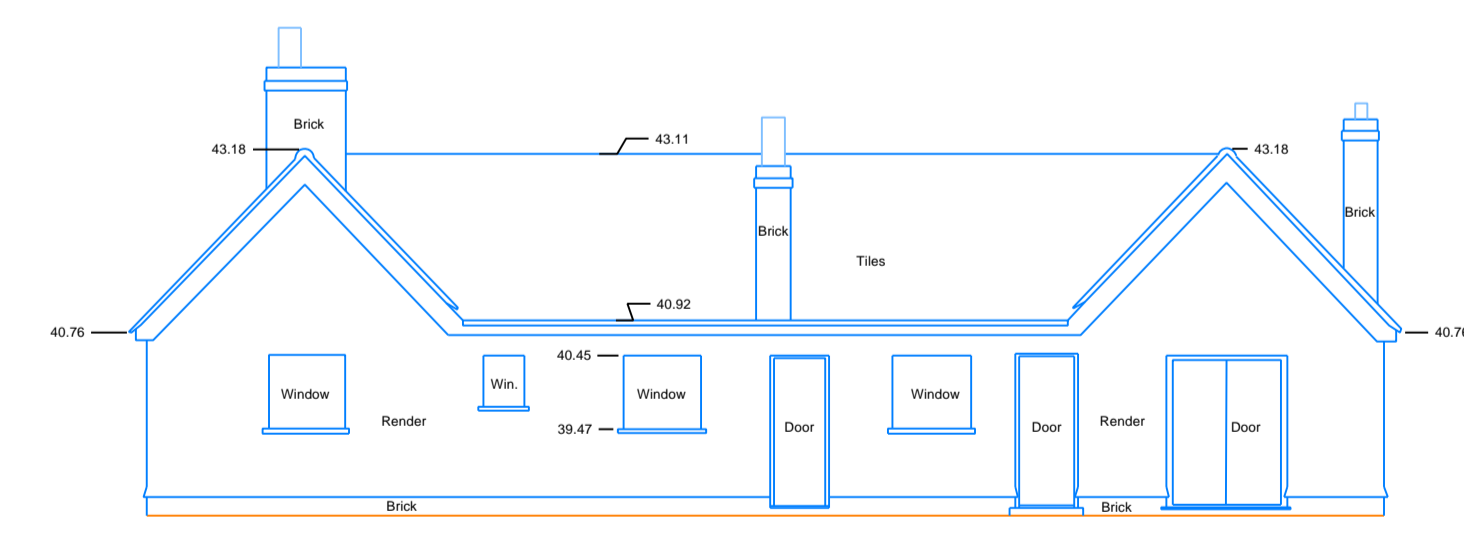 Brick
43.18
43.11
43.18
Brick
Brick
Tiles
40.92
40.76
40.76
40.45
Window
Win.
Window
Window
Render
39.47
Door
Door
Render
Door
Brick
Brick